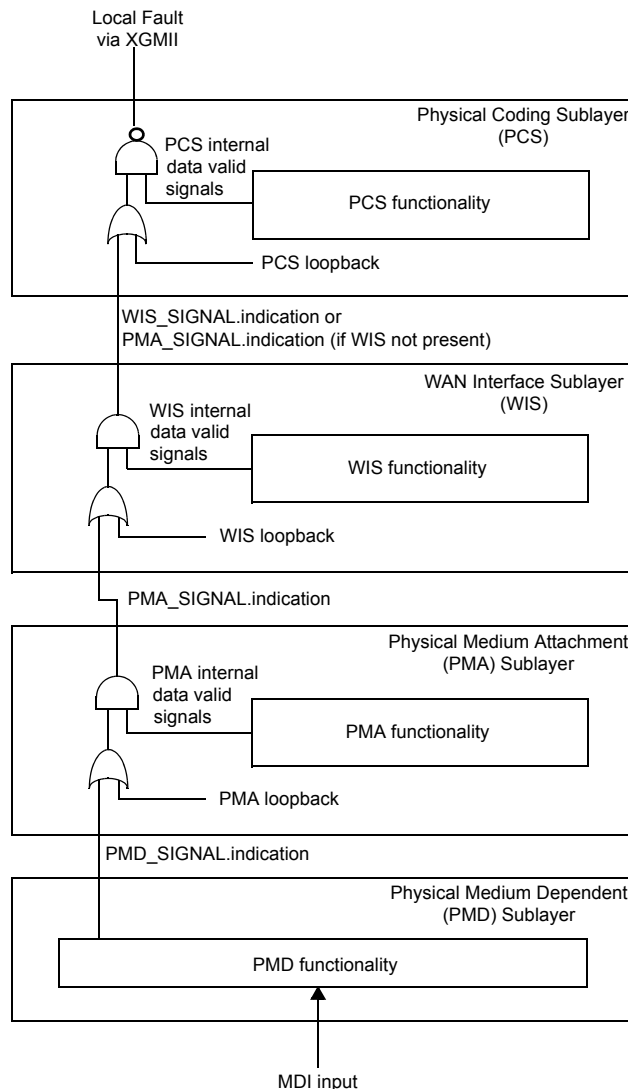 Local Fault
via XGMII
Physical Coding Sublayer
(PCS)
PCS internal
data valid
signals
PCS functionality
PCS loopback
WIS_SIGNAL.indication or
PMA_SIGNAL.indication (if WIS not present)
WAN Interface Sublayer
(WIS)
WIS internal
data valid
signals
WIS functionality
WIS loopback
PMA_SIGNAL.indication
Physical Medium Attachment
(PMA) Sublayer
PMA internal
data valid
signals
PMA functionality
PMA loopback
PMD_SIGNAL.indication
Physical Medium Dependent
(PMD) Sublayer
PMD functionality
MDI input